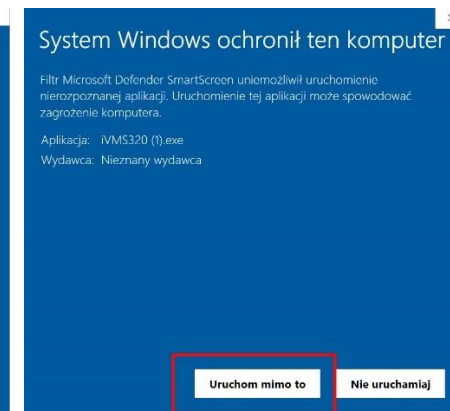 System Windows ochronił ten komputer
Filtr Microsoft Defender SmartScreen uniemożliwił uruchomienie
nierozpoznanej aplikacji. Uruchomienie tej aplikacji może spowodować
zagrożenie komputera.
Aplikacja: iVMS320 (1).exe
Wydawca: Nieznany wydawca
Uruchom mimo to
Nie uruchamiaj